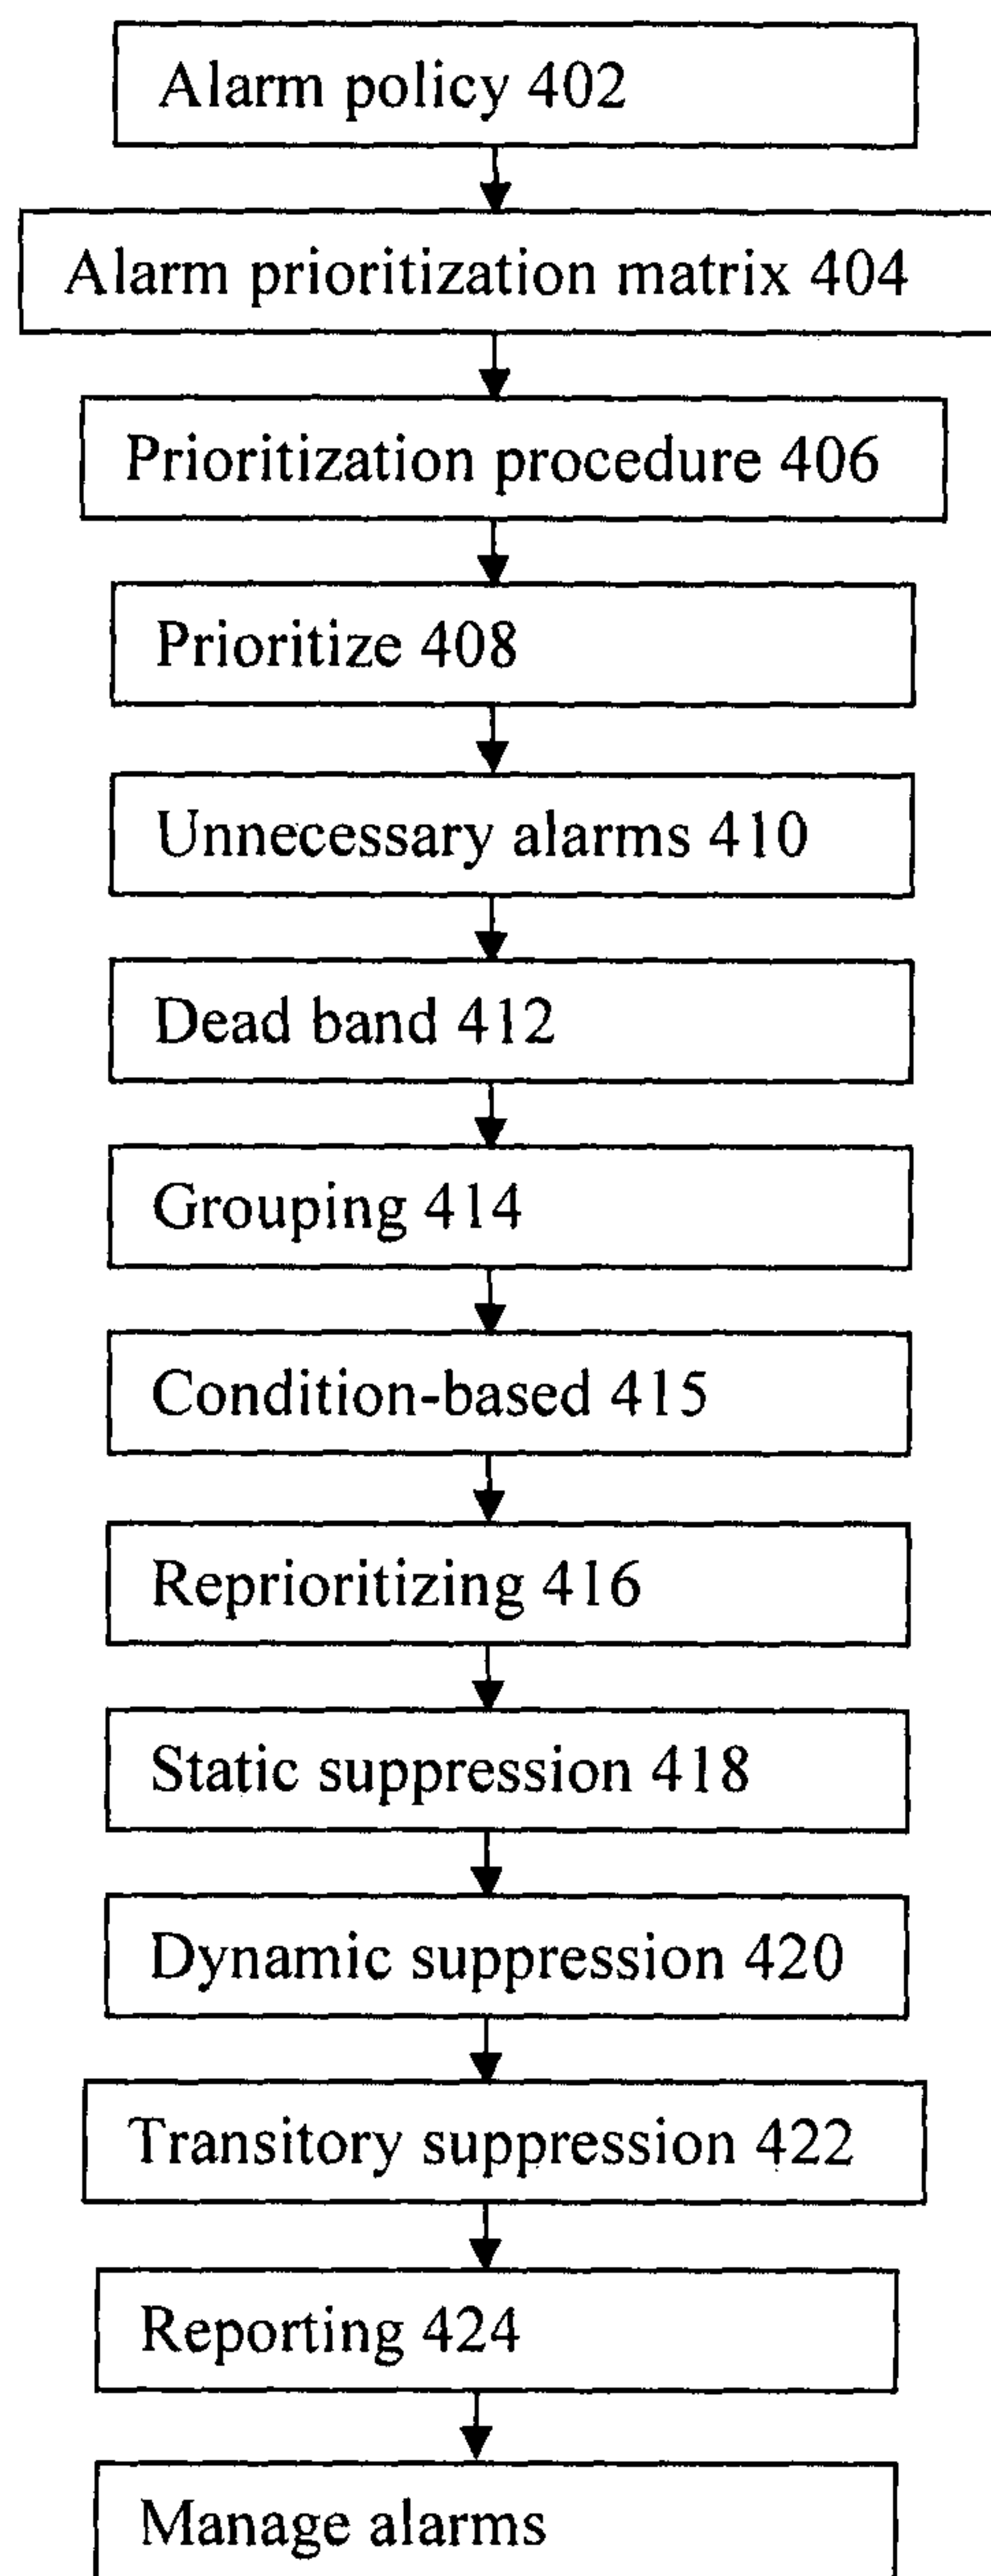 Alarm policy 402
Alarm prioritization matrix 404
Prioritization procedure 406
Prioritize 408
Unnecessary alarms 410
Dead band 412
Grouping 414
Condition-based 415
Reprioritizing 416
Static suppression 418
Dynamic suppression 420
Transitory suppression 422
Reporting 424
Manage alarms